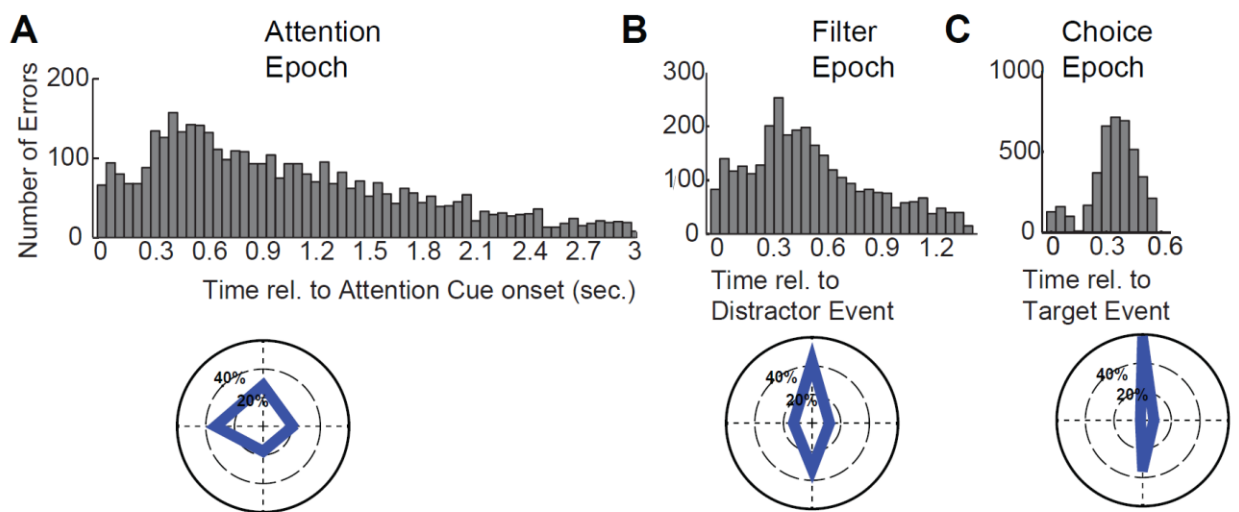 A
Attention
Epoch
Number of Errors
200
100
0
0 0.3 0.6 0.9 1.2 1.5 1.8 2.1 2.4 2.7 3
Time rel. to Attention Cue onset (sec.)
40%
20%
B
Filter
Epoch
300
200
100
0
0 0.3 0.6 0.9 1.2
Time rel. to
Distractor Event
40%
20%
C
Choice
Epoch
1000
500
0
0 0.3 0.6
Time rel. to
Target Event
40%
20%